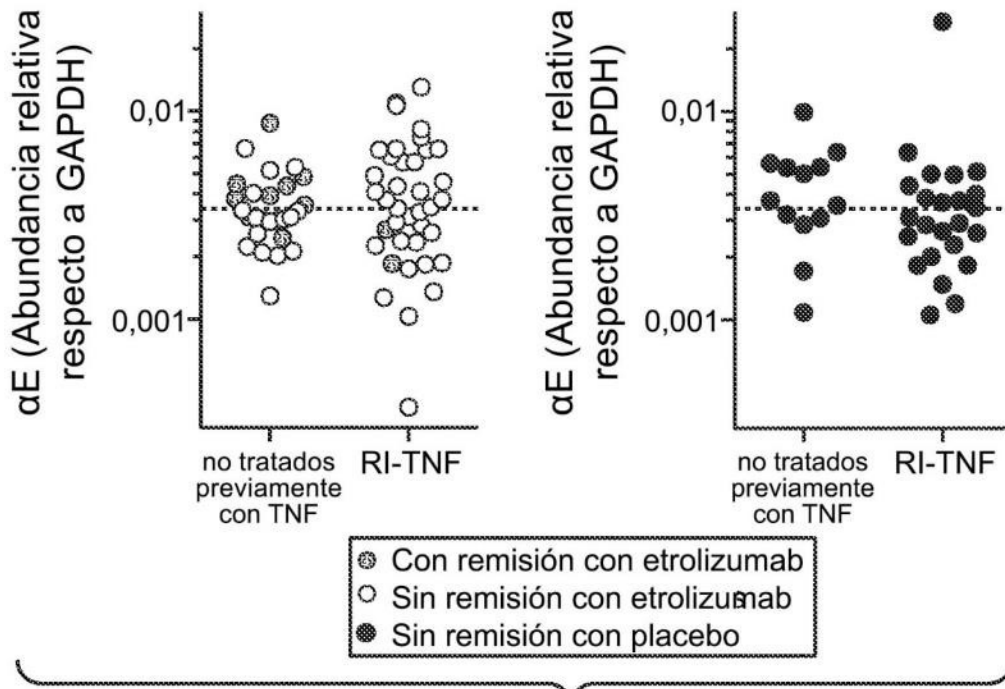 αE (Abundancia relativa
respecto a GAPDH)
0,01
0,001
no tratados
previamente
con TNF
RI-TNF
αE (Abundancia relativa
respecto a GAPDH)
0,01
0,001
no tratados
previamente
con TNF
RI-TNF
Con remisión con etrolizumab
Sin remisión con etrolizumab
Sin remisión con placebo